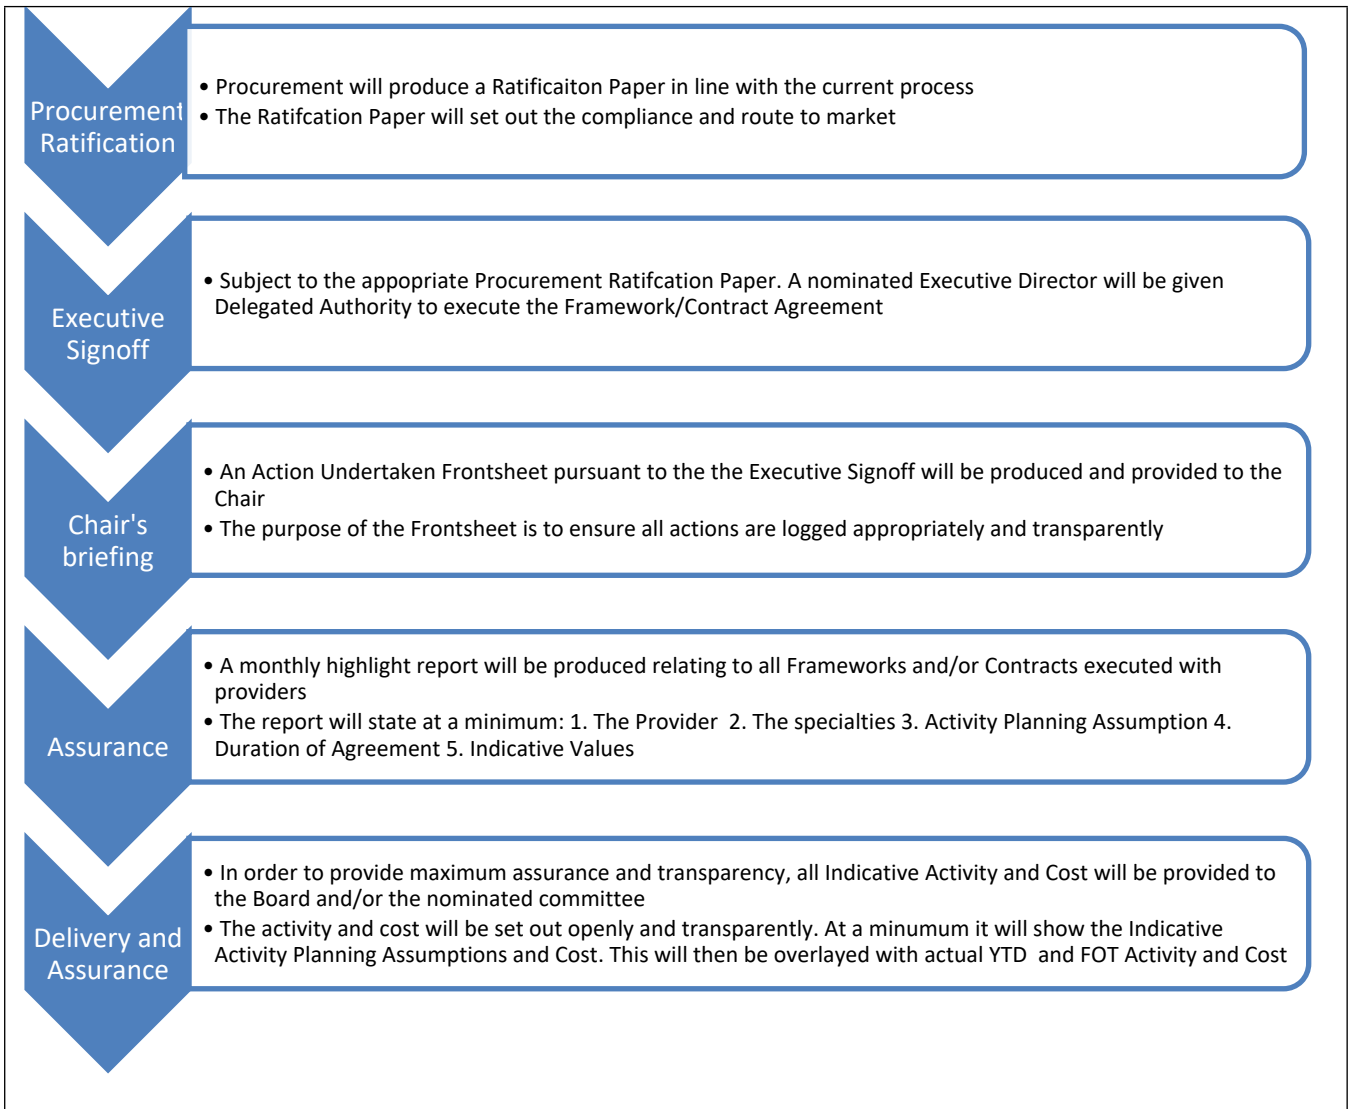 Procurement
Ratification
• Procurement will produce a Ratificaiton Paper in line with the current process
• The Ratifcation Paper will set out the compliance and route to market
Executive
Signoff
• Subject to the appopriate Procurement Ratifcation Paper. A nominated Executive Director will be given
Delegated Authority to execute the Framework/Contract Agreement
Chair's
briefing
• An Action Undertaken Frontsheet pursuant to the the Executive Signoff will be produced and provided to the
Chair
• The purpose of the Frontsheet is to ensure all actions are logged appropriately and transparently
Assurance
• A monthly highlight report will be produced relating to all Frameworks and/or Contracts executed with
providers
• The report will state at a minimum: 1. The Provider  2. The specialties 3. Activity Planning Assumption 4.
Duration of Agreement 5. Indicative Values
Delivery and
Assurance
• In order to provide maximum assurance and transparency, all Indicative Activity and Cost will be provided to
the Board and/or the nominated committee
• The activity and cost will be set out openly and transparently. At a minumum it will show the Indicative
Activity Planning Assumptions and Cost. This will then be overlayed with actual YTD  and FOT Activity and Cost